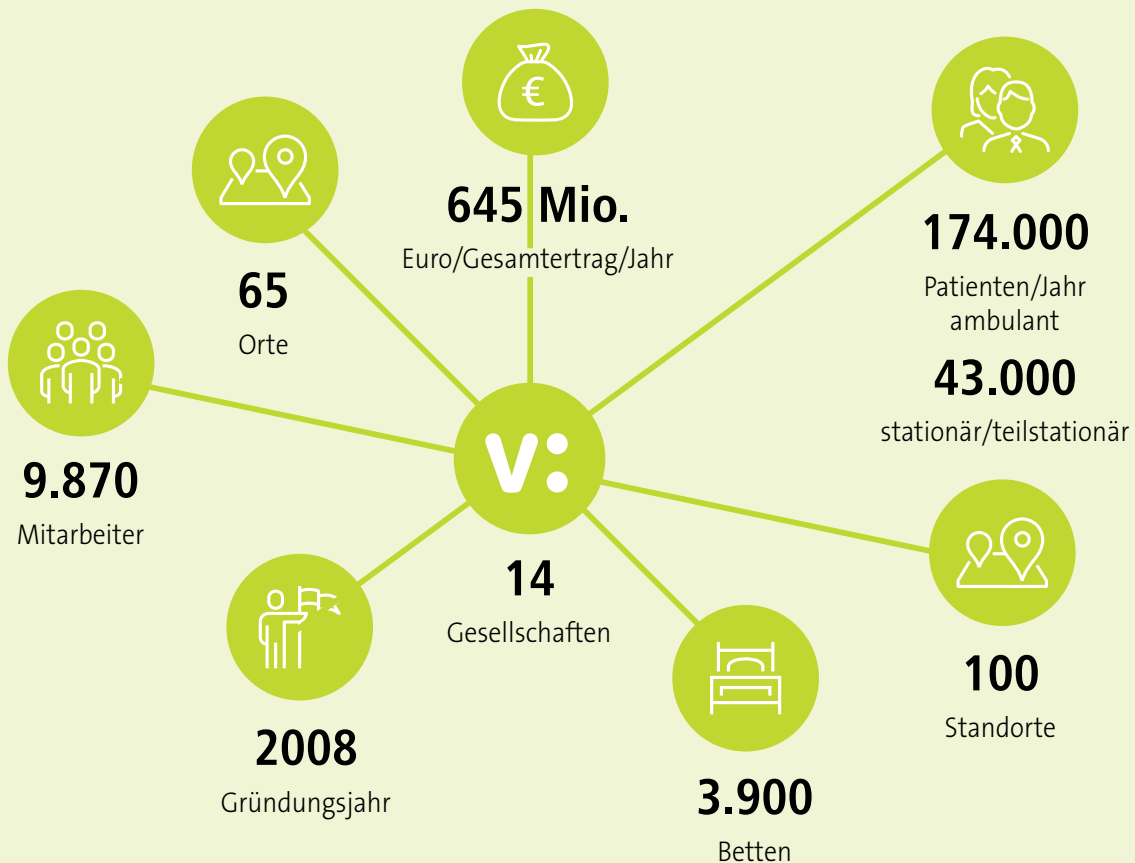 €
645 Mio.
Euro/Gesamtertrag/Jahr
174.000
Patienten/Jahr
ambulant
43.000
stationär/teilstationär
65
Orte
9.870
Mitarbeiter
v:
14
Gesellschaften
100
Standorte
2008
Gründungsjahr
3.900
Betten